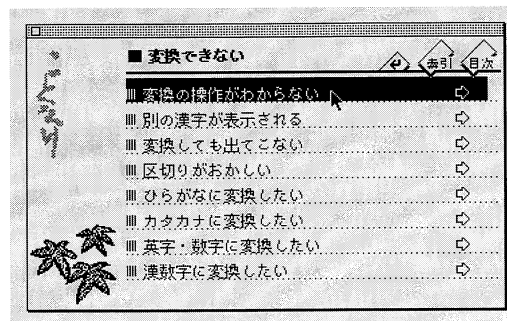 ■ 変換できない
索引
目次
変換の操作がわからない
別の漢字が表示される
変換しても出てこない
区切りがおかしい
ひらがなに変換したい
カタカナに変換したい
英字・数字に変換したい
漢数字に変換したい